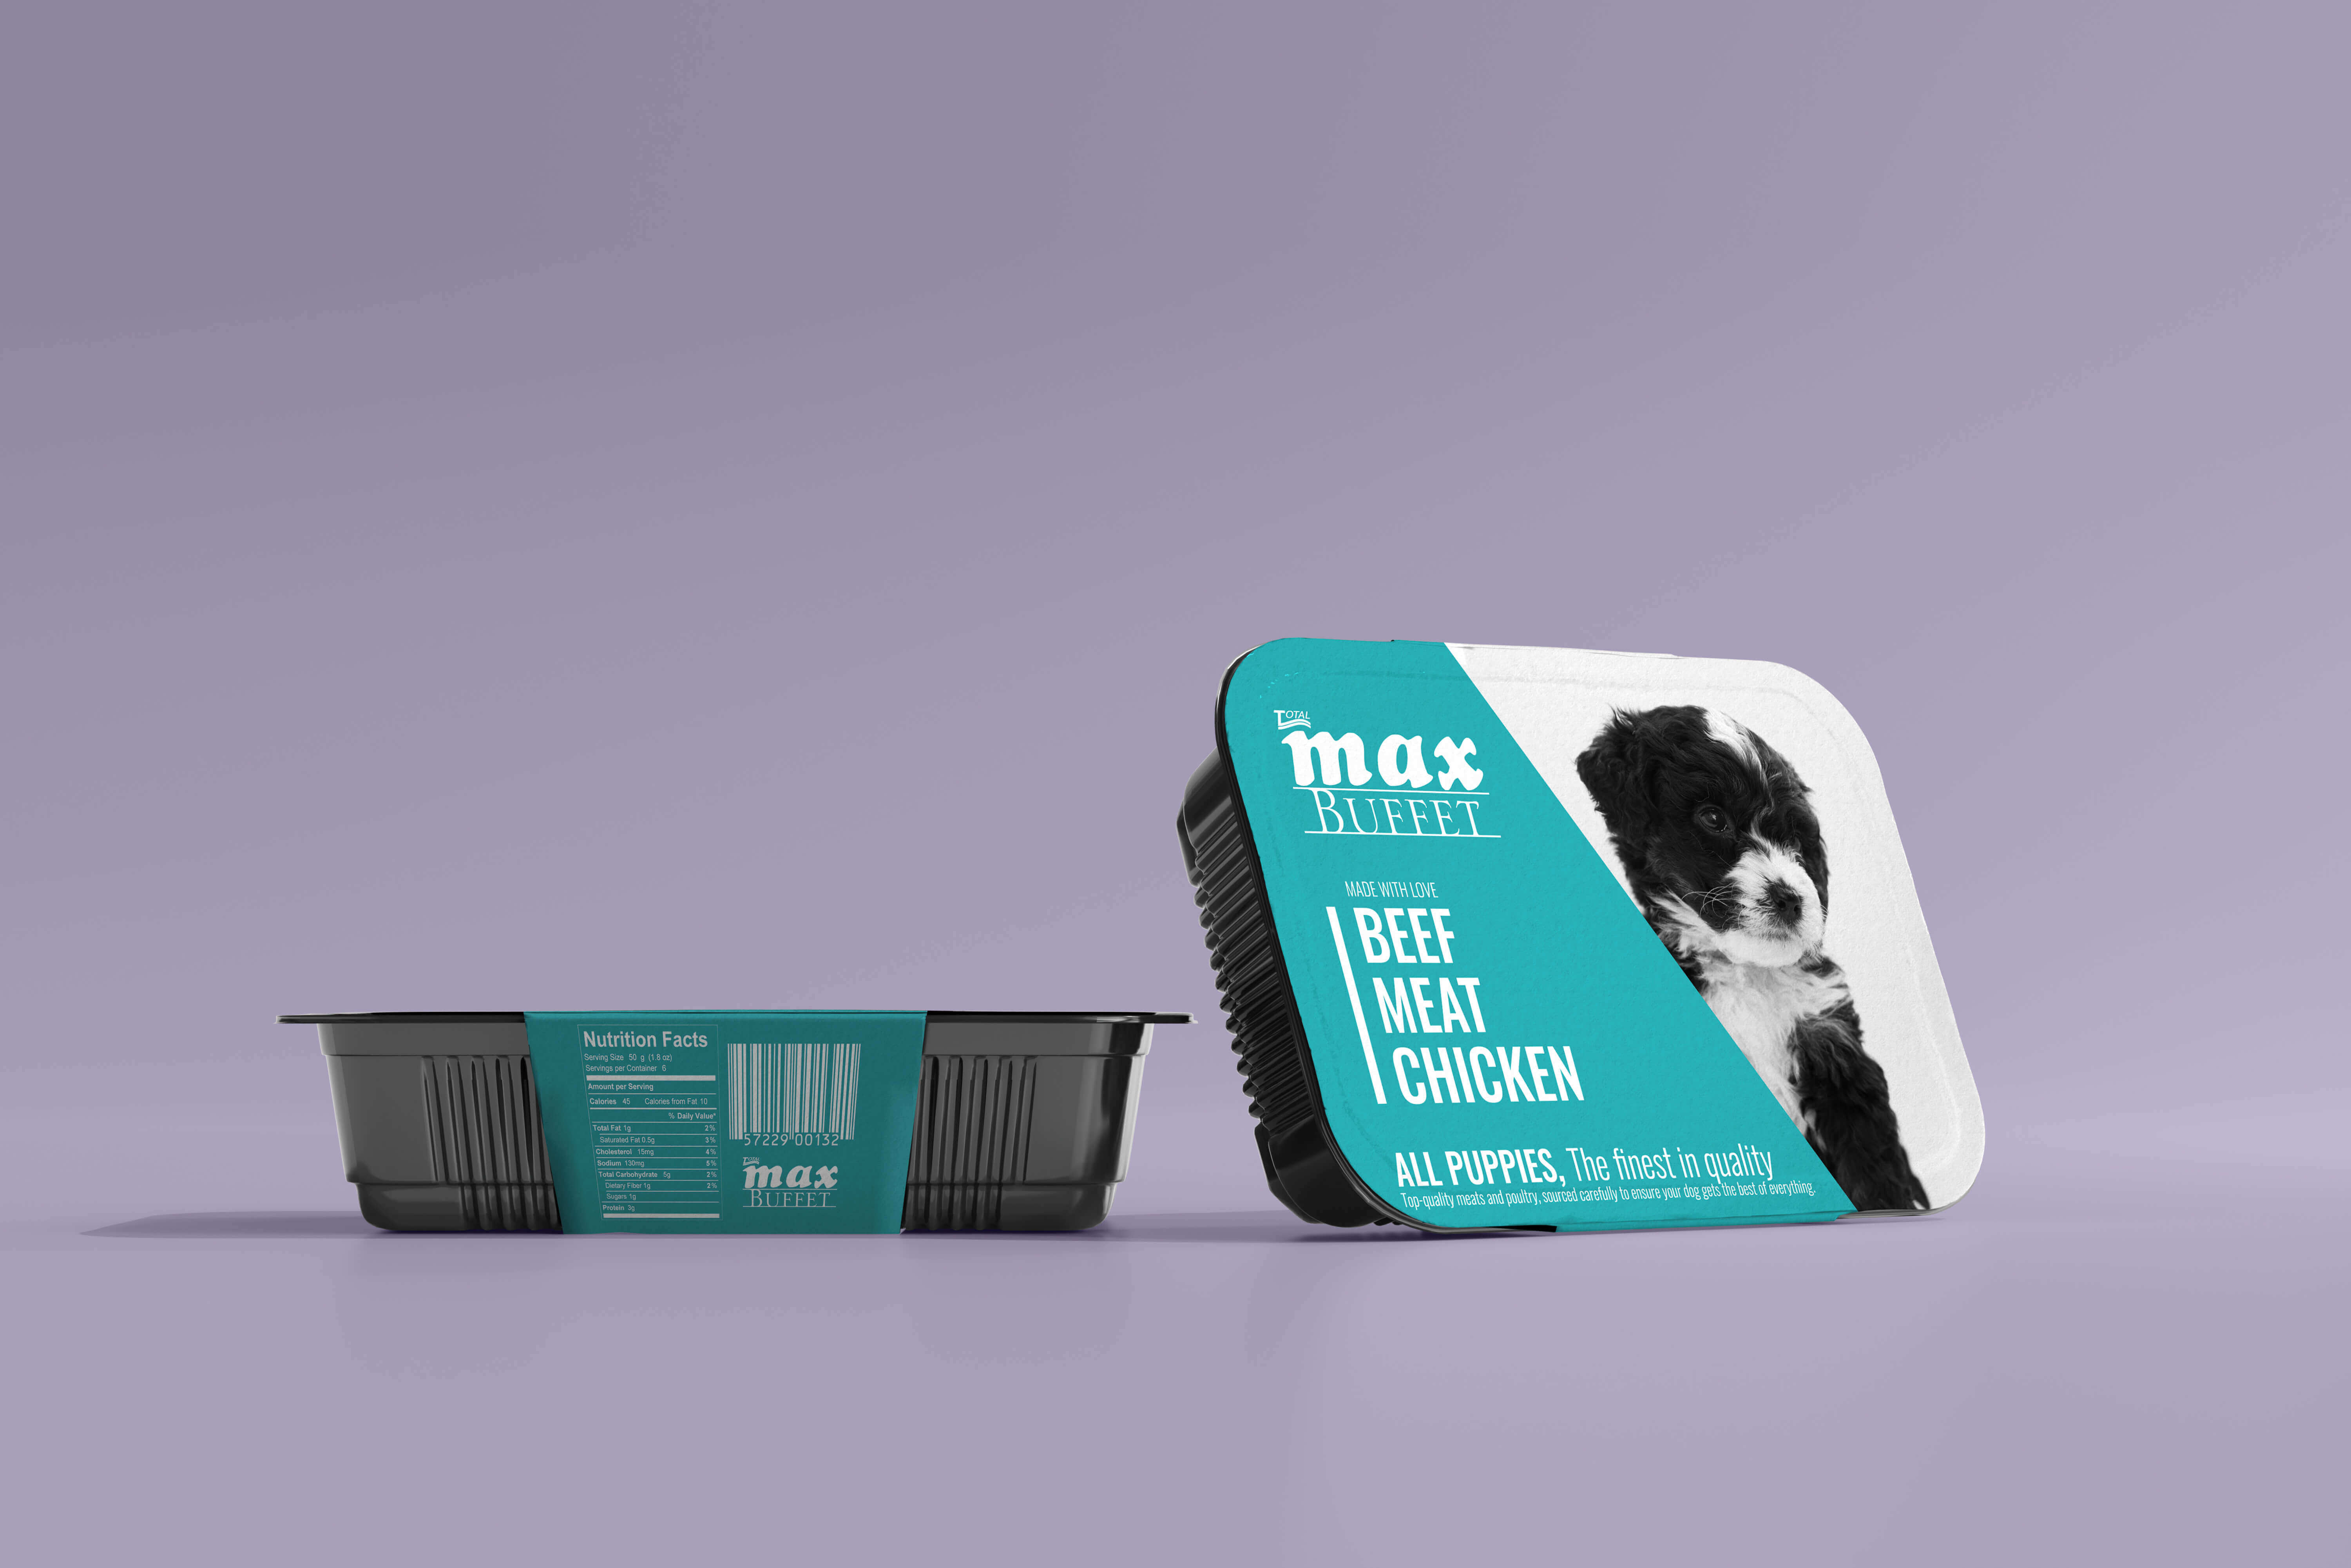 Nutrition Facts
Serving Size 50 g (1.8 oz)
Servings per Container 6
Amount per Serving
Calories 45 Calories from Fat 10
% Daily Value*
Total Fat 1g 2%
Saturated Fat 0.5g 3%
Cholesterol 15mg 4%
Sodium 130mg 5%
Total Carbohydrate 5g 2%
Dietary Fiber 1g 2%
Sugars 1g
Protein 3g
57229 00132
TOTAL
max
BUFFET
TOTAL
max
BUFFET
MADE WITH LOVE
BEEF
MEAT
CHICKEN
ALL PUPPIES, The finest in quality
Top-quality meats and poultry, sourced carefully to ensure your dog gets the best of everything.